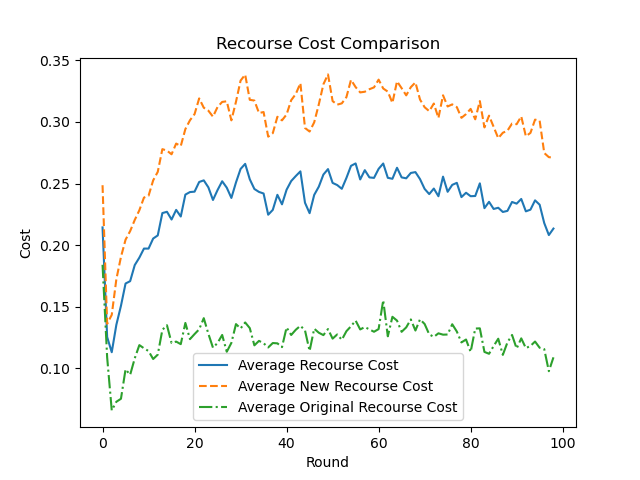 Recourse Cost Comparison
0.35
0.30
0.25
0.20
0.15
0.10
Cost
Average Recourse Cost
Average New Recourse Cost
Average Original Recourse Cost
0 20 40 60 80 100
Round